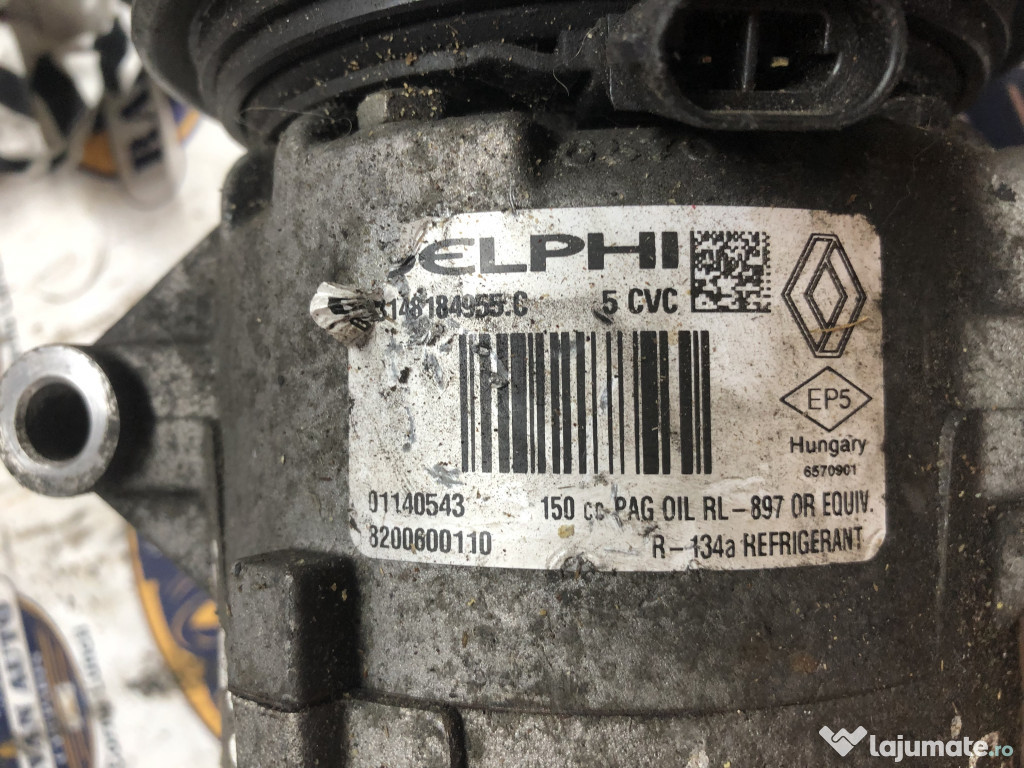 DELPHI
5 CVC
EP5
Hungary
6570901
01140543
150 cc PAG OIL RL-897 OR EQUIV.
8200600110
R-134a REFRIGERANT
lajumate.ro